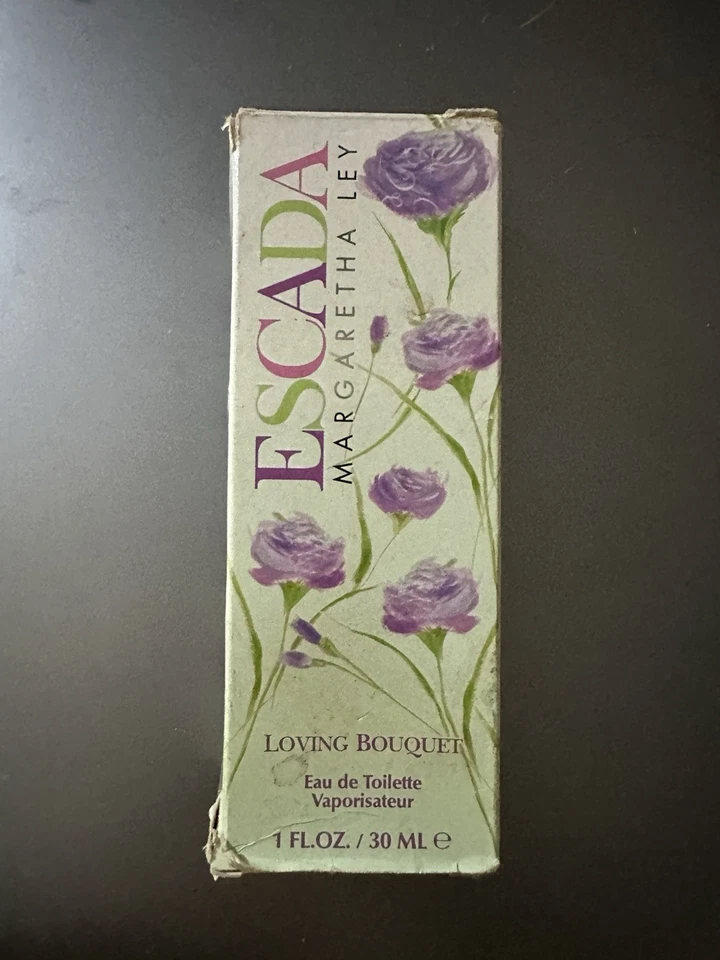 ESCADA
MARGARETHA LEY
LOVING BOUQUET
Eau de Toilette
Vaporisateur
1 FL.OZ. / 30 ML ℮